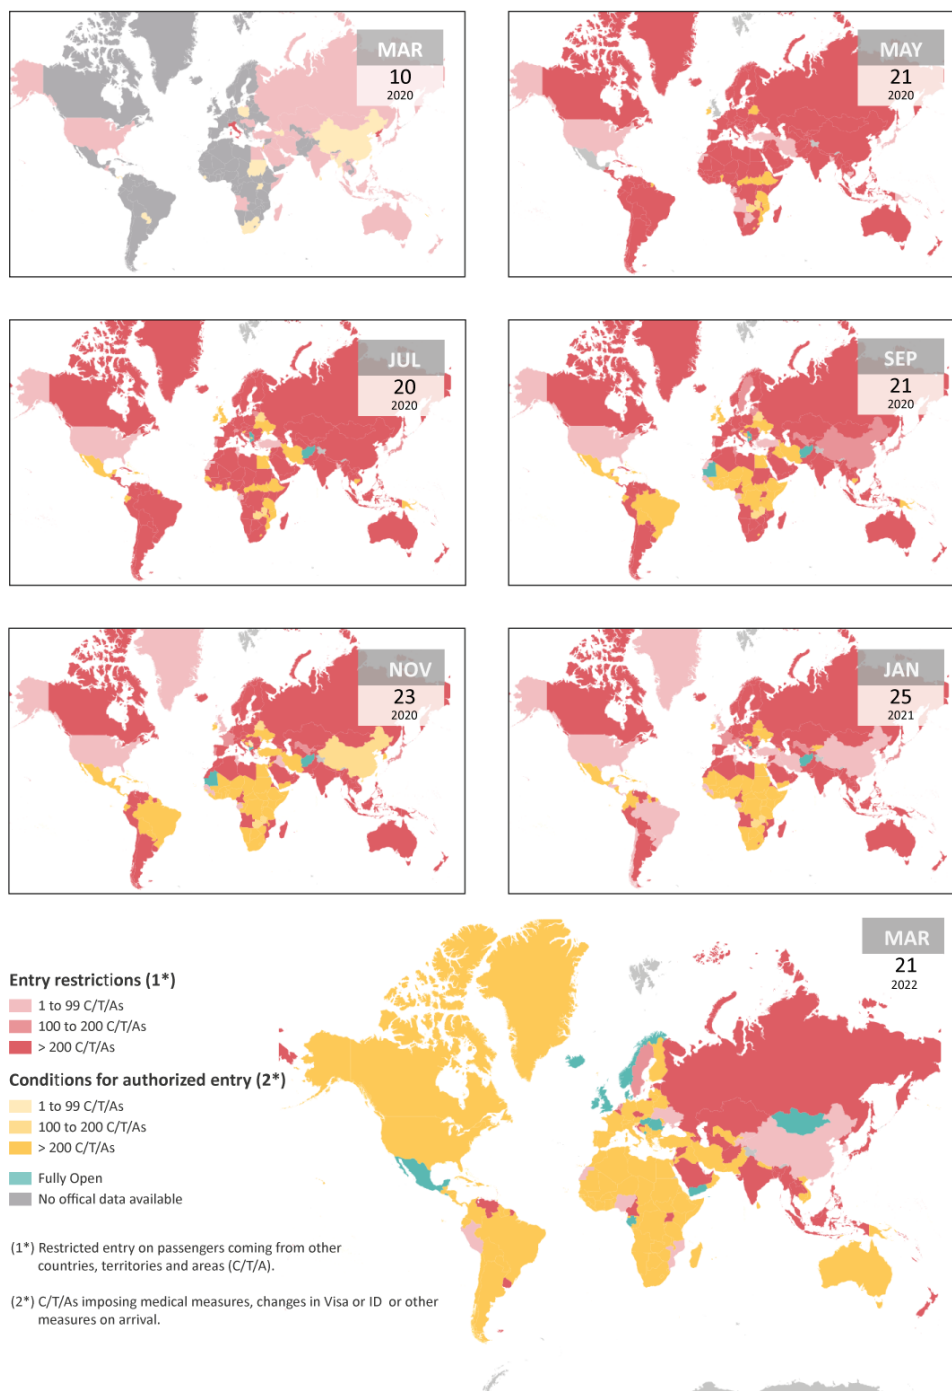 MAR
10
2020
MAY
21
2020
JUL
20
2020
SEP
21
2020
NOV
23
2020
JAN
25
2021
MAR
21
2022
Entry restrictions (1*)
1 to 99 C/T/As
100 to 200 C/T/As
> 200 C/T/As
Conditions for authorized entry (2*)
1 to 99 C/T/As
100 to 200 C/T/As
> 200 C/T/As
Fully Open
No offical data available
(1*) Restricted entry on passengers coming from other
countries, territories and areas (C/T/A).
(2*) C/T/As imposing medical measures, changes in Visa or ID or other
measures on arrival.